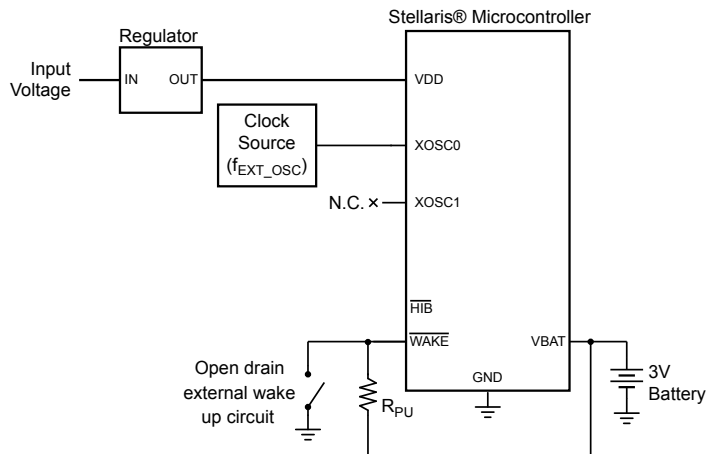 Stellaris® Microcontroller
Regulator
Input
Voltage
IN
OUT
VDD
Clock
Source
(fEXT_OSC)
XOSC0
N.C.
XOSC1
HIB
WAKE
VBAT
Open drain
external wake
up circuit
RPU
GND
3V
Battery